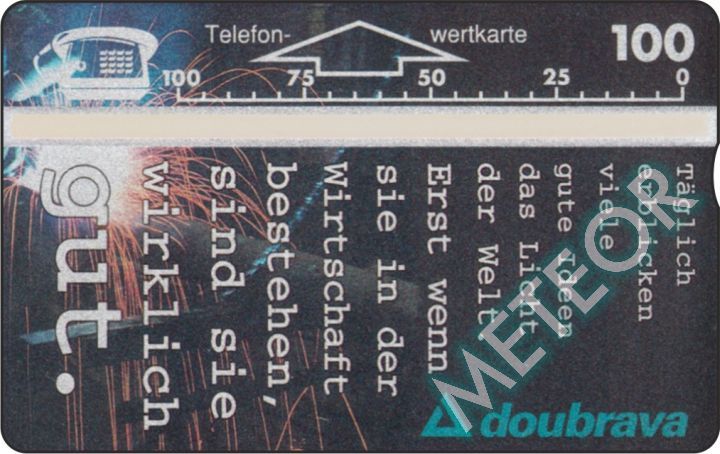 Telefon- wertkarte
100
100 75 50 25 0
Täglich
erblicken
viele
gute Ideen
das Licht
der Welt.
Erst wenn
sie in der
Wirtschaft
bestehen,
sind sie
wirklich
gut.
doubrava
METEOR